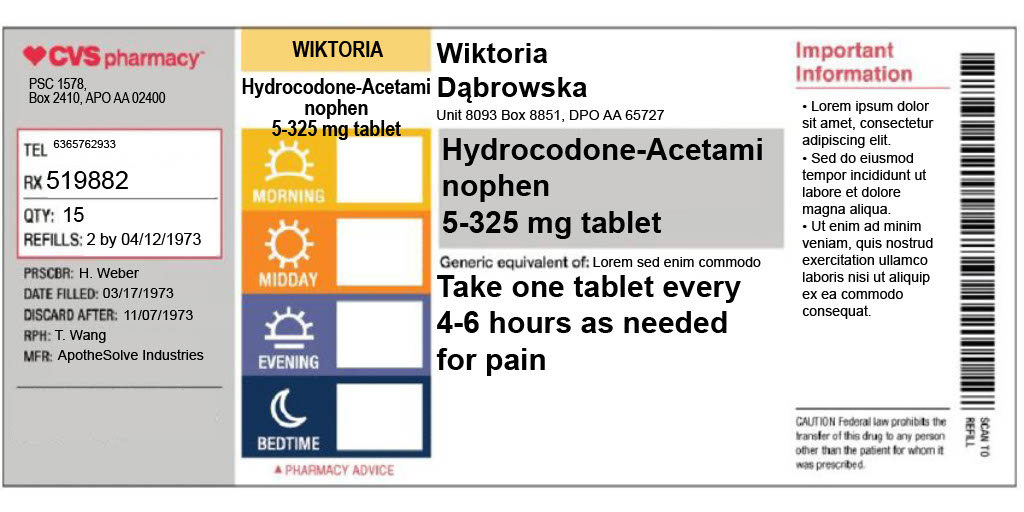 CVS pharmacy
PSC 1578,
Box 2410, APO AA 02400
TEL 6365762933
RX 519882
QTY: 15
REFILLS: 2 by 04/12/1973
PRSCBR: H. Weber
DATE FILLED: 03/17/1973
DISCARD AFTER: 11/07/1973
RPH: T. Wang
MFR: ApotheSolve Industries
WIKTORIA
Hydrocodone-Acetami
nophen
5-325 mg tablet
MORNING
MIDDAY
EVENING
BEDTIME
▲ PHARMACY ADVICE
Wiktoria
Dąbrowska
Unit 8093 Box 8851, DPO AA 65727
Hydrocodone-Acetami
nophen
5-325 mg tablet
Generic equivalent of: Lorem sed enim commodo
Take one tablet every
4-6 hours as needed
for pain
Important
Information
• Lorem ipsum dolor
sit amet, consectetur
adipiscing elit.
• Sed do eiusmod
tempor incididunt ut
labore et dolore
magna aliqua.
• Ut enim ad minim
veniam, quis nostrud
exercitation ullamco
laboris nisi ut aliquip
ex ea commodo
consequat.
CAUTION Federal law prohibits the
transfer of this drug to any person
other than the patient for whom it
was prescribed.
SCAN TO
REFILL